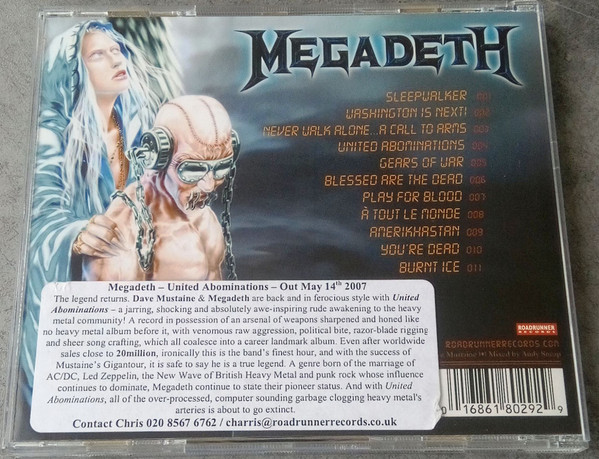 MEGADETH
SLEEPWALKER 001
WASHINGTON IS NEXT! 002
NEVER WALK ALONE...A CALL TO ARMS 003
UNITED ABOMINATIONS 004
GEARS OF WAR 005
BLESSED ARE THE DEAD 006
PLAY FOR BLOOD 007
À TOUT LE MONDE 008
AMERIKHASTAN 009
YOU'RE DEAD 010
BURNT ICE 011
Megadeth – United Abominations – Out May 14th 2007
The legend returns. Dave Mustaine & Megadeth are back and in ferocious style with United
Abominations – a jarring, shocking and absolutely awe-inspiring rude awakening to the heavy
metal community! A record in possession of an arsenal of weapons sharpened and honed like
no heavy metal album before it, with venomous raw aggression, political bite, razor-blade rigging
and sheer song crafting, which all coalesce into a career landmark album. Even after worldwide
sales close to 20million, ironically this is the band's finest hour, and with the success of
Mustaine's Gigantour, it is safe to say he is a true legend. A genre born of the marriage of
AC/DC, Led Zeppelin, the New Wave of British Heavy Metal and punk rock whose influence
continues to dominate, Megadeth continue to state their pioneer status. And with United
Abominations, all of the over-processed, computer sounding garbage clogging heavy metal's
arteries is about to go extinct.
Contact Chris 020 8567 6762 / charris@roadrunnerrecords.co.uk
ROADRUNNER
RECORDS
ROADRUNNERRECORDS.COM
Mustaine Mixed by Andy Sneap
0 16861 80292 9